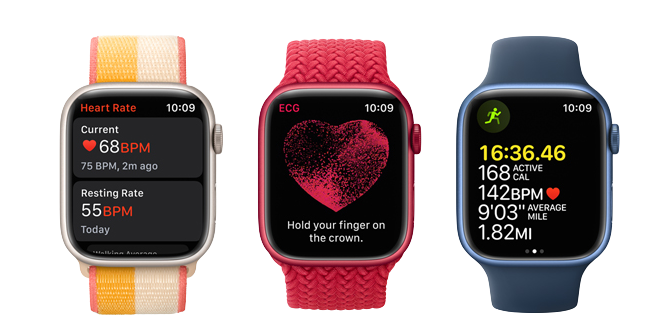 Heart Rate 10:09
Current
68BPM
75 BPM, 2m ago
Resting Rate
55BPM
Today
Walking Average
ECG 10:09
Hold your finger on
the crown.
10:09
16:36.46
168 ACTIVE CAL
142BPM
9'03" AVERAGE MILE
1.82MI